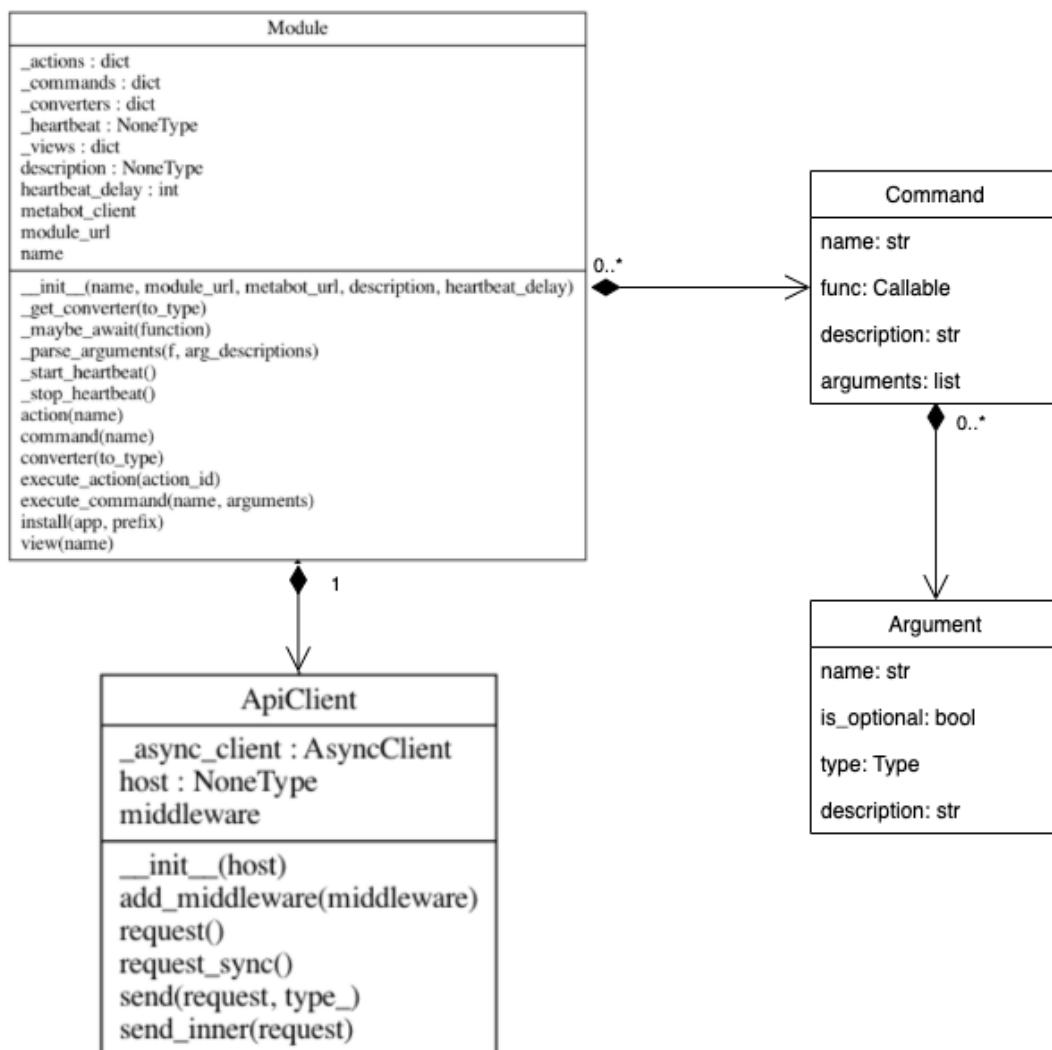 Module
_actions : dict
_commands : dict
_converters : dict
_heartbeat : NoneType
_views : dict
description : NoneType
heartbeat_delay : int
metabot_client
module_url
name
__init__(name, module_url, metabot_url, description, heartbeat_delay)
_get_converter(to_type)
_maybe_await(function)
_parse_arguments(f, arg_descriptions)
_start_heartbeat()
_stop_heartbeat()
action(name)
command(name)
converter(to_type)
execute_action(action_id)
execute_command(name, arguments)
install(app, prefix)
view(name)
0..*
Command
name: str
func: Callable
description: str
arguments: list
0..*
1
ApiClient
_async_client : AsyncClient
host : NoneType
middleware
__init__(host)
add_middleware(middleware)
request()
request_sync()
send(request, type_)
send_inner(request)
Argument
name: str
is_optional: bool
type: Type
description: str